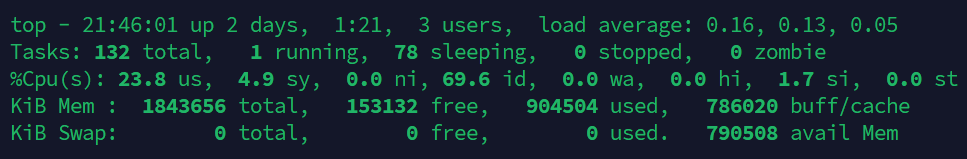 top - 21:46:01 up 2 days,  1:21,  3 users,  load average: 0.16, 0.13, 0.05
Tasks: 132 total,   1 running,  78 sleeping,   0 stopped,   0 zombie
%Cpu(s): 23.8 us,  4.9 sy,  0.0 ni, 69.6 id,  0.0 wa,  0.0 hi,  1.7 si,  0.0 st
KiB Mem :  1843656 total,   153132 free,   904504 used,   786020 buff/cache
KiB Swap:        0 total,        0 free,        0 used.   790508 avail Mem